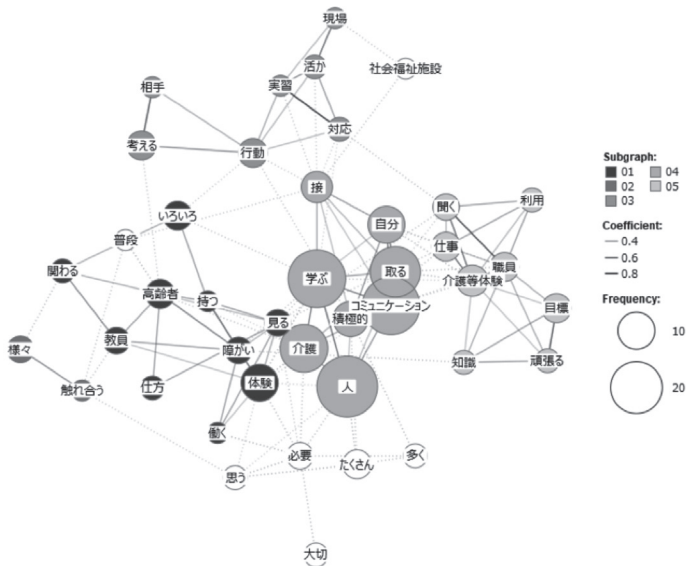 現場
活か
社会福祉施設
実習
相手
対応
考える
行動
接
聞く
利用
いろいろ
自分
普段
仕事
職員
関わる
学ぶ
取る
介護等体験
高齢者
持つ
コミュニケーション
目標
見る
積極的
様々
教員
障がい
介護
知識
頑張る
触れ合う
仕方
体験
人
働く
必要
たくさん
多く
思う
大切
Subgraph:
01 04
02 05
03
Coefficient:
0.4
0.6
0.8
Frequency:
10
20